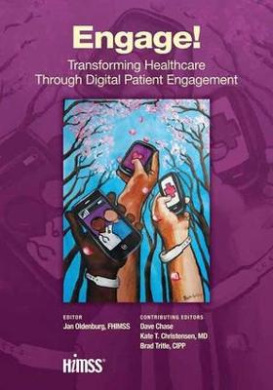 Engage!
Transforming Healthcare
Through Digital Patient Engagement
EDITOR
Jan Oldenburg, FHIMSS
CONTRIBUTING EDITORS
Dave Chase
Kate T. Christensen, MD
Brad Tritle, CIPP
HIMSS®